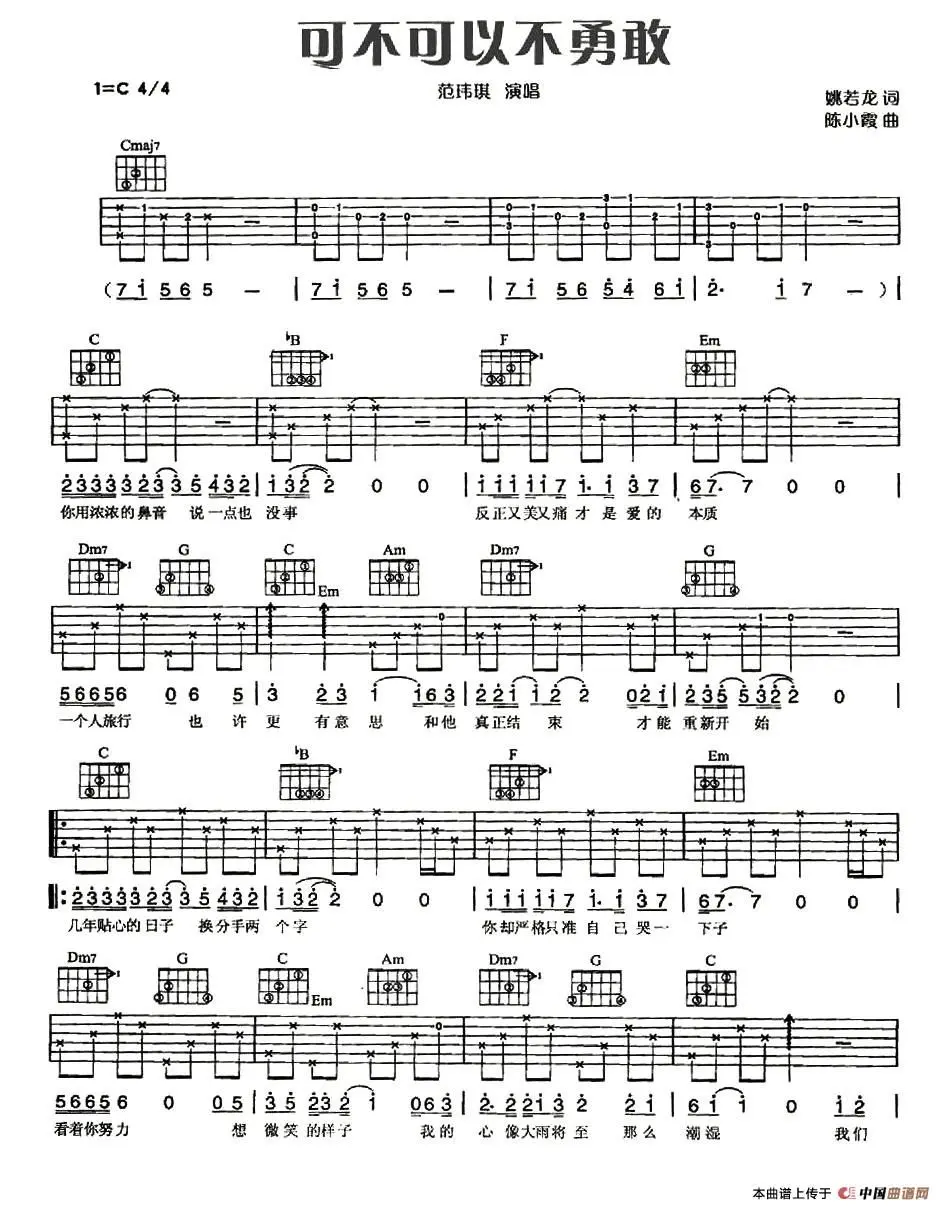 可不可以不勇敢
1=C 4/4
范玮琪 演唱
姚若龙 词
陈小霞 曲
Cmaj7
(7 1 5 6 5 — | 7 1 5 6 5 — | 7 1 5 6 5 4 6 1 | 2· 1 7 — ) |
C ♭B F Em
2 3 3 3 3 3 2 3 3 5 4 3 2 | 1 3 2 2 0 0 | 1 1 1 1 1 7 1· 1 3 7 | 6 7· 7 0 0 |
你用浓浓的鼻音 说一点也 没事 反正又美又痛 才 是 爱的 本质
Dm7 G C Em Am Dm7 G
5 6 6 5 6 0 6 5 | 3 2 3 1 1 6 3 | 2 2 1 1 2 2 0 2 1 | 2 3 5 5 3 2 2 0 |
一个人旅行 也 许 更 有意 思 和他 真正结 束 才能 重新开 始
C ♭B F Em
2 3 3 3 3 3 2 3 3 5 4 3 2 | 1 3 2 2 0 0 | 1 1 1 1 1 7 1· 1 3 7 | 6 7· 7 0 0 |
几年贴心的日子 换分手两 个字 你却严格只准 自 己 哭一 下子
Dm7 G C Em Am Dm7 G C
5 6 6 5 6 0 0 5 | 3 5 2 3 2 1 0 6 3 | 2· 2 2 1 3 2 2 1 | 6 1 1 0 1 2 |
看着你努力 想 微笑的样子 我的 心 像大雨将 至 那么 潮湿 我们
本曲谱上传于 中国曲谱网